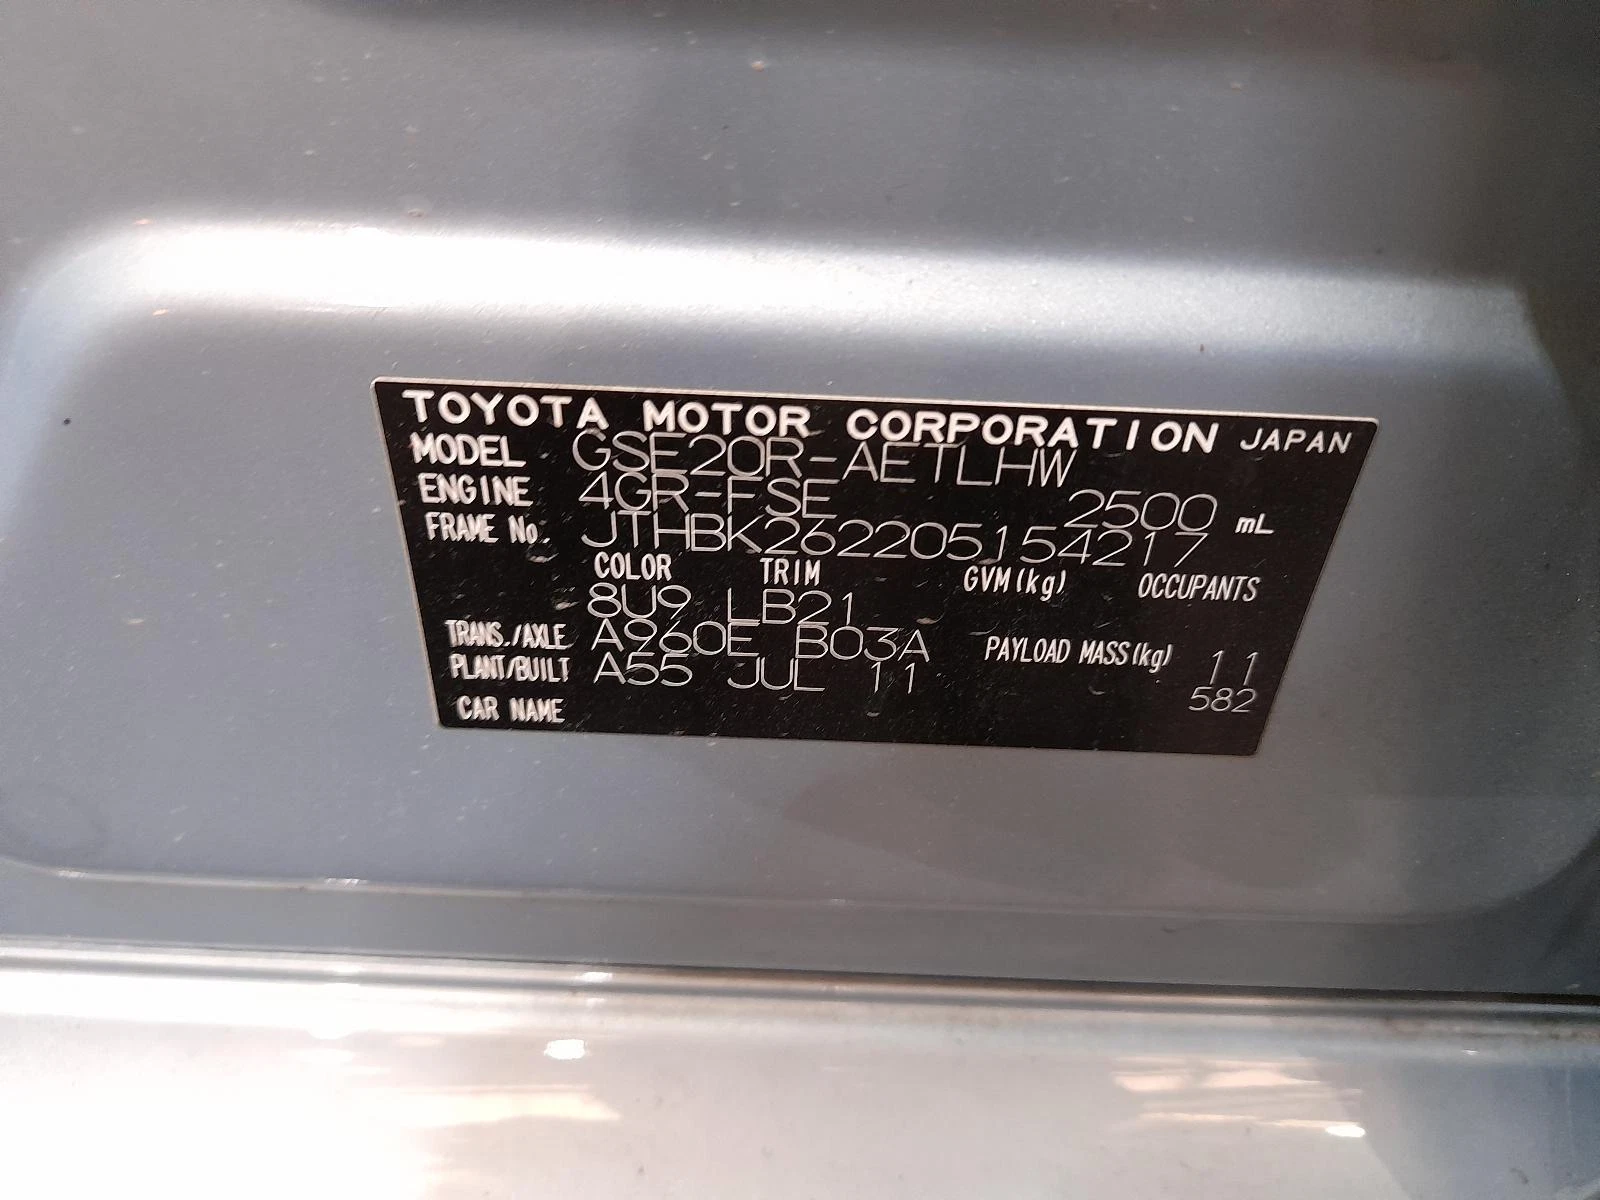 TOYOTA MOTOR CORPORATION JAPAN
MODEL GSE20R-AETLHW
ENGINE 4GR-FSE 2500 mL
FRAME No. JTHBK262205154217
COLOR TRIM GVM(kg) OCCUPANTS
8U9 LB21
TRANS./AXLE A960E B03A PAYLOAD MASS(kg) 11
PLANT/BUILT A55 JUL 11 582
CAR NAME